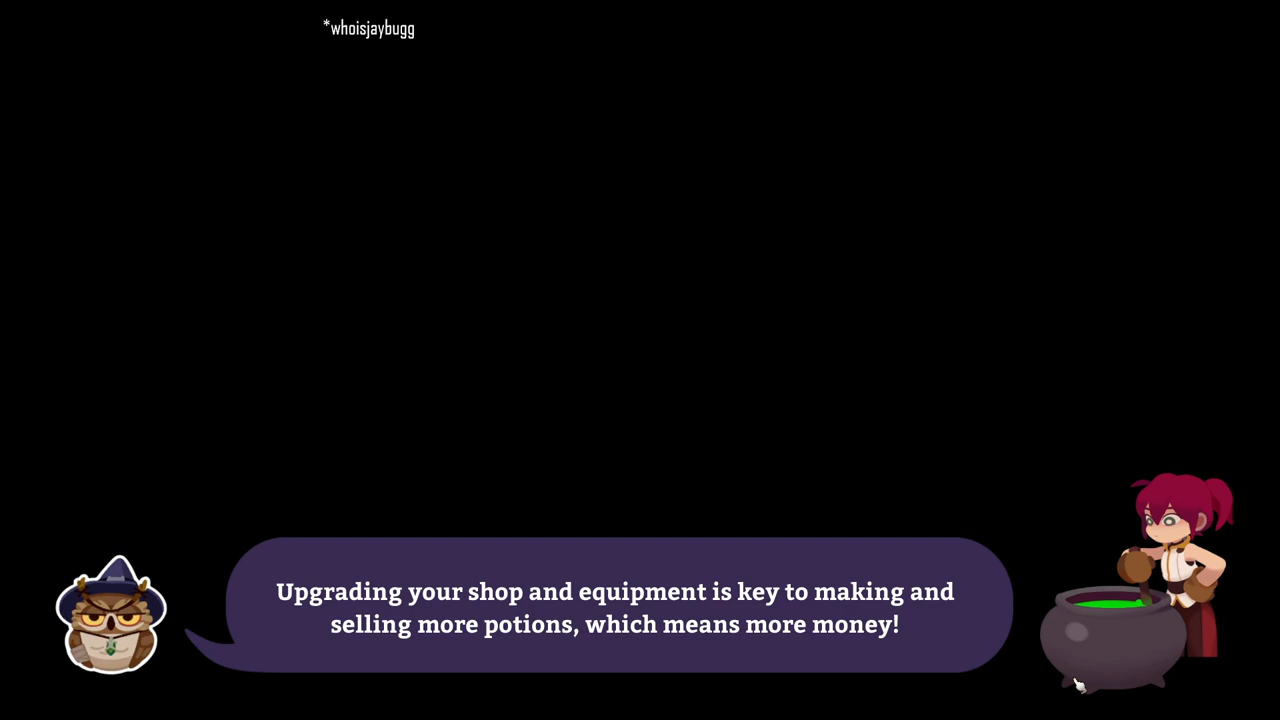 *whoisjaybugg
Upgrading your shop and equipment is key to making and
selling more potions, which means more money!